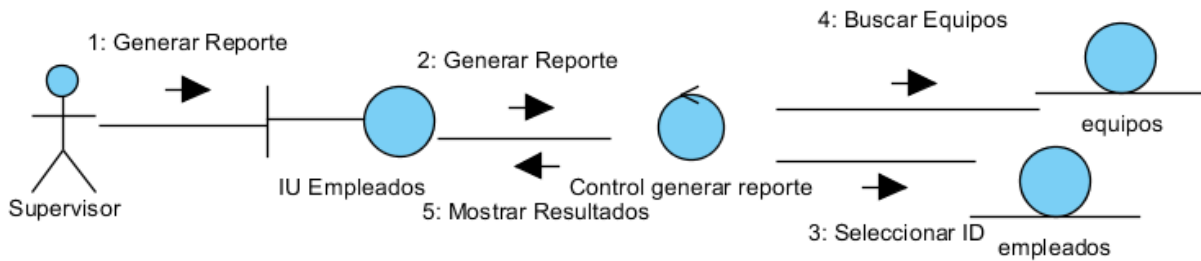 4: Buscar Equipos
1: Generar Reporte
2: Generar Reporte
equipos
IU Empleados
Control generar reporte
Supervisor
5: Mostrar Resultados
3: Seleccionar ID
empleados